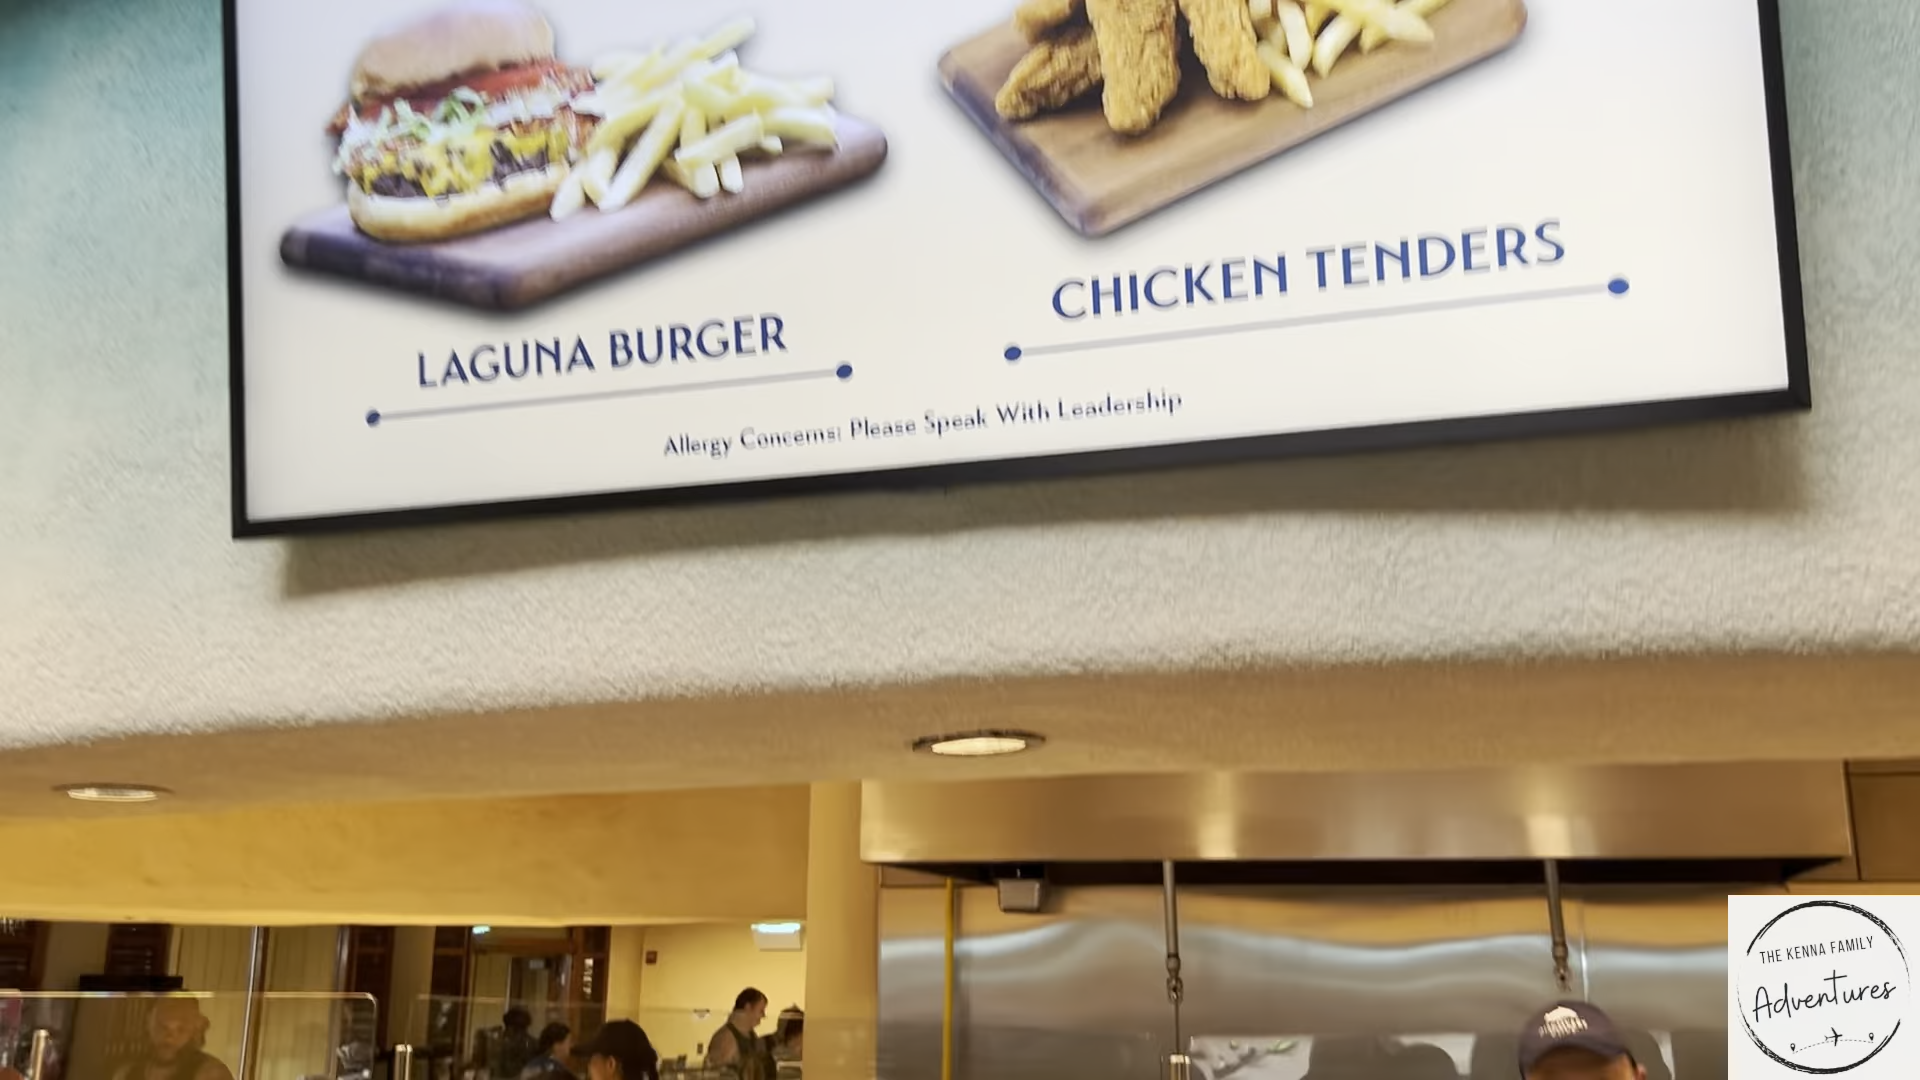 LAGUNA BURGER
CHICKEN TENDERS
Allergy Concerns: Please Speak With Leadership
THE KENNA FAMILY
Adventures